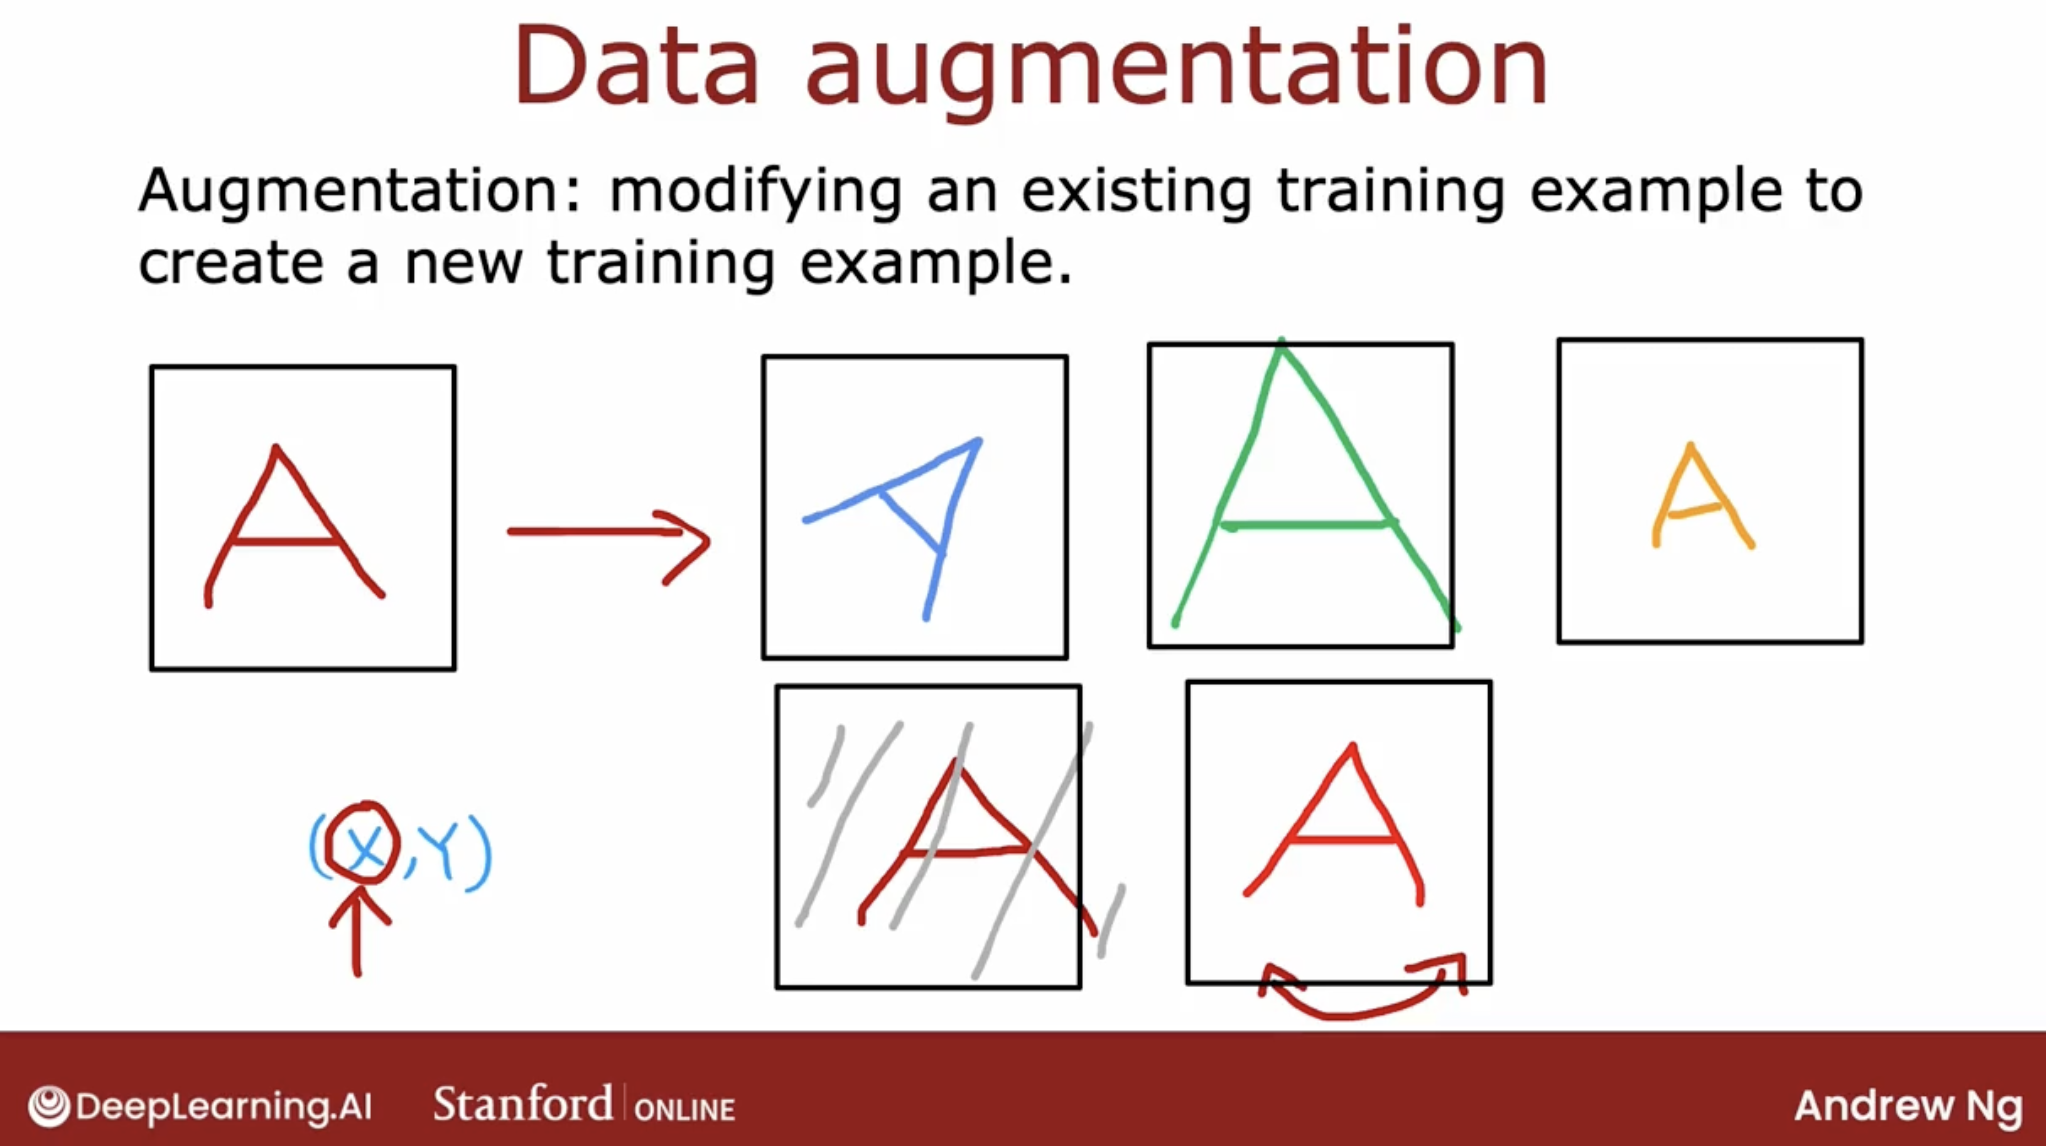 Data augmentation
Augmentation: modifying an existing training example to
create a new training example.
A
A
A
A
A
A
(X,Y)
DeepLearning.AI
Stanford | ONLINE
Andrew Ng